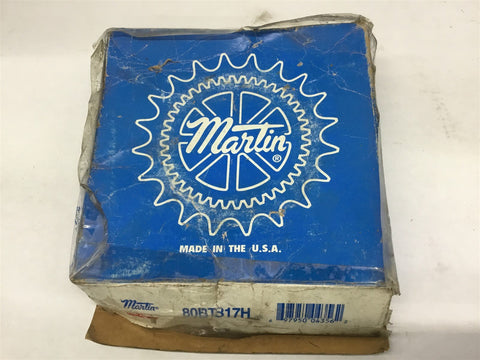 Martin®
MADE IN THE U.S.A.
Martin 80BTB17H